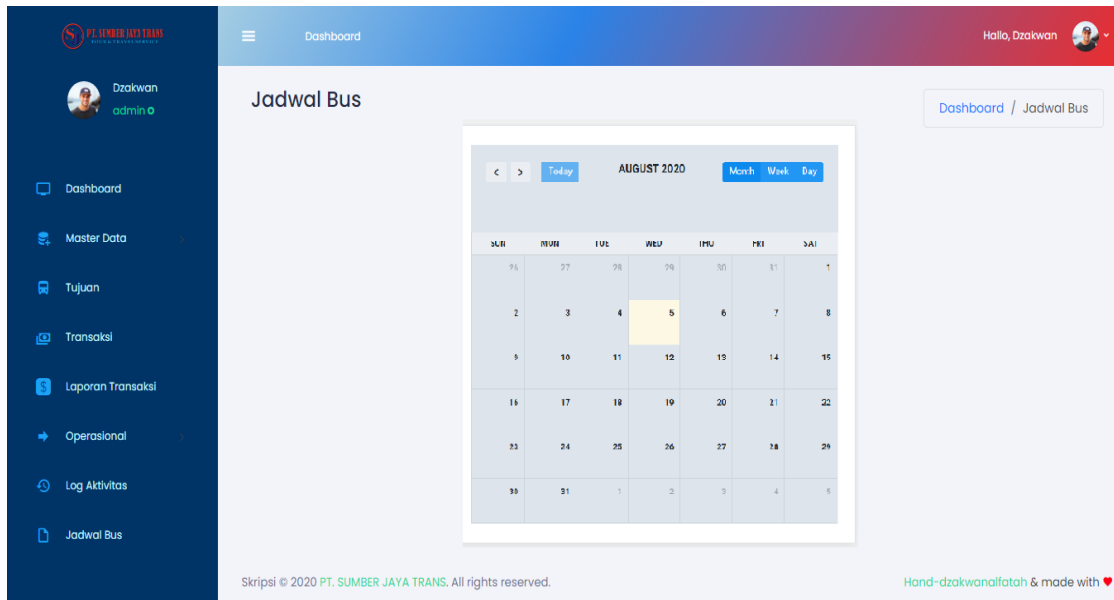 PT. SUMBER JAYA TRANS
Dashboard
Hallo, Dzakwan
Dzakwan
admin
Dashboard
Master Data
Tujuan
Transaksi
Laporan Transaksi
Operasional
Log Aktivitas
Jadwal Bus
Jadwal Bus
Dashboard / Jadwal Bus
Today
AUGUST 2020
Month Week Day
SUN MON TUE WED THU FRI SAT
26 27 28 29 30 31 1
2 3 4 5 6 7 8
9 10 11 12 13 14 15
16 17 18 19 20 21 22
23 24 25 26 27 28 29
30 31 1 2 3 4 5
Skripsi © 2020 PT. SUMBER JAYA TRANS. All rights reserved.
Hand-dzakwanalfatah & made with ♥